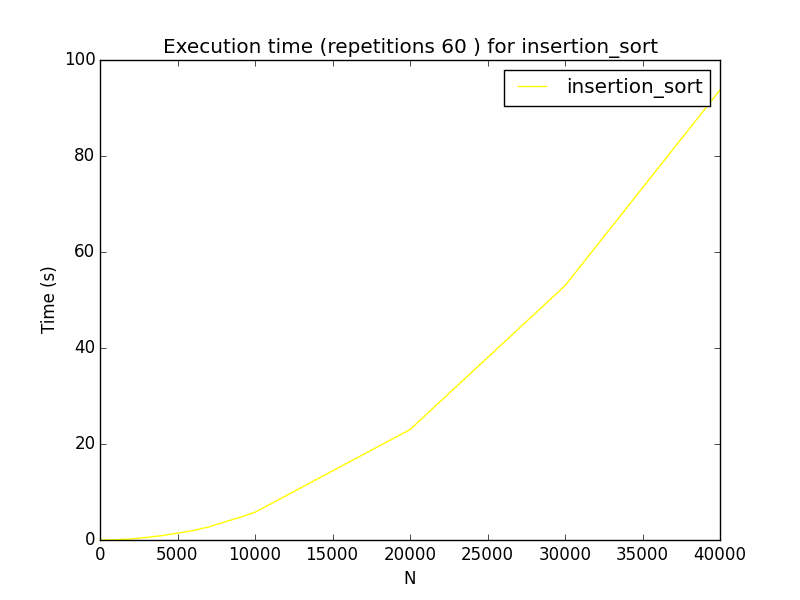 Execution time (repetitions 60 ) for insertion_sort
insertion_sort
100
80
60
40
20
0
Time (s)
0 5000 10000 15000 20000 25000 30000 35000 40000
N